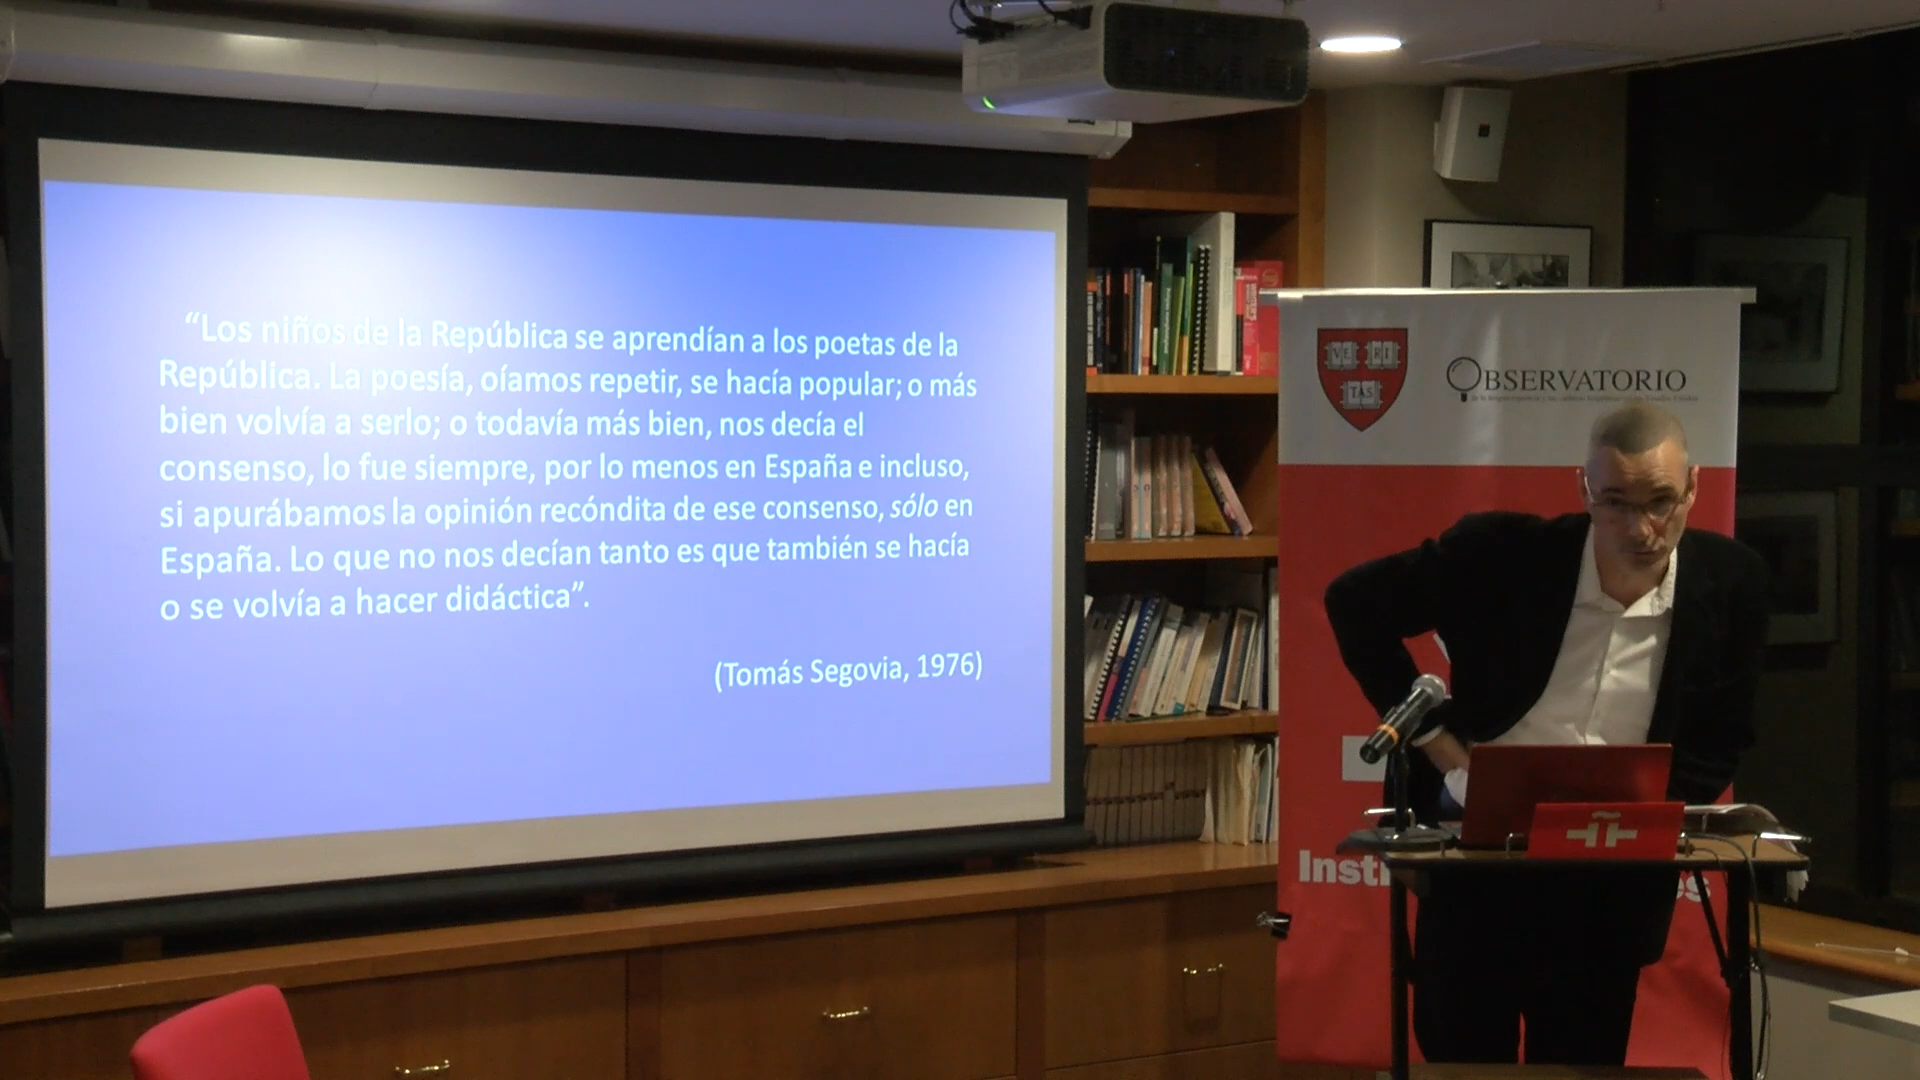 “Los niños de la República se aprendían a los poetas de la
República. La poesía, oíamos repetir, se hacía popular; o más
bien volvía a serlo; o todavía más bien, nos decía el
consenso, lo fue siempre, por lo menos en España e incluso,
si apurábamos la opinión recóndita de ese consenso, sólo en
España. Lo que no nos decían tanto es que también se hacía
o se volvía a hacer didáctica”.
(Tomás Segovia, 1976)
VE RI
TAS
OBSERVATORIO
Insti
es